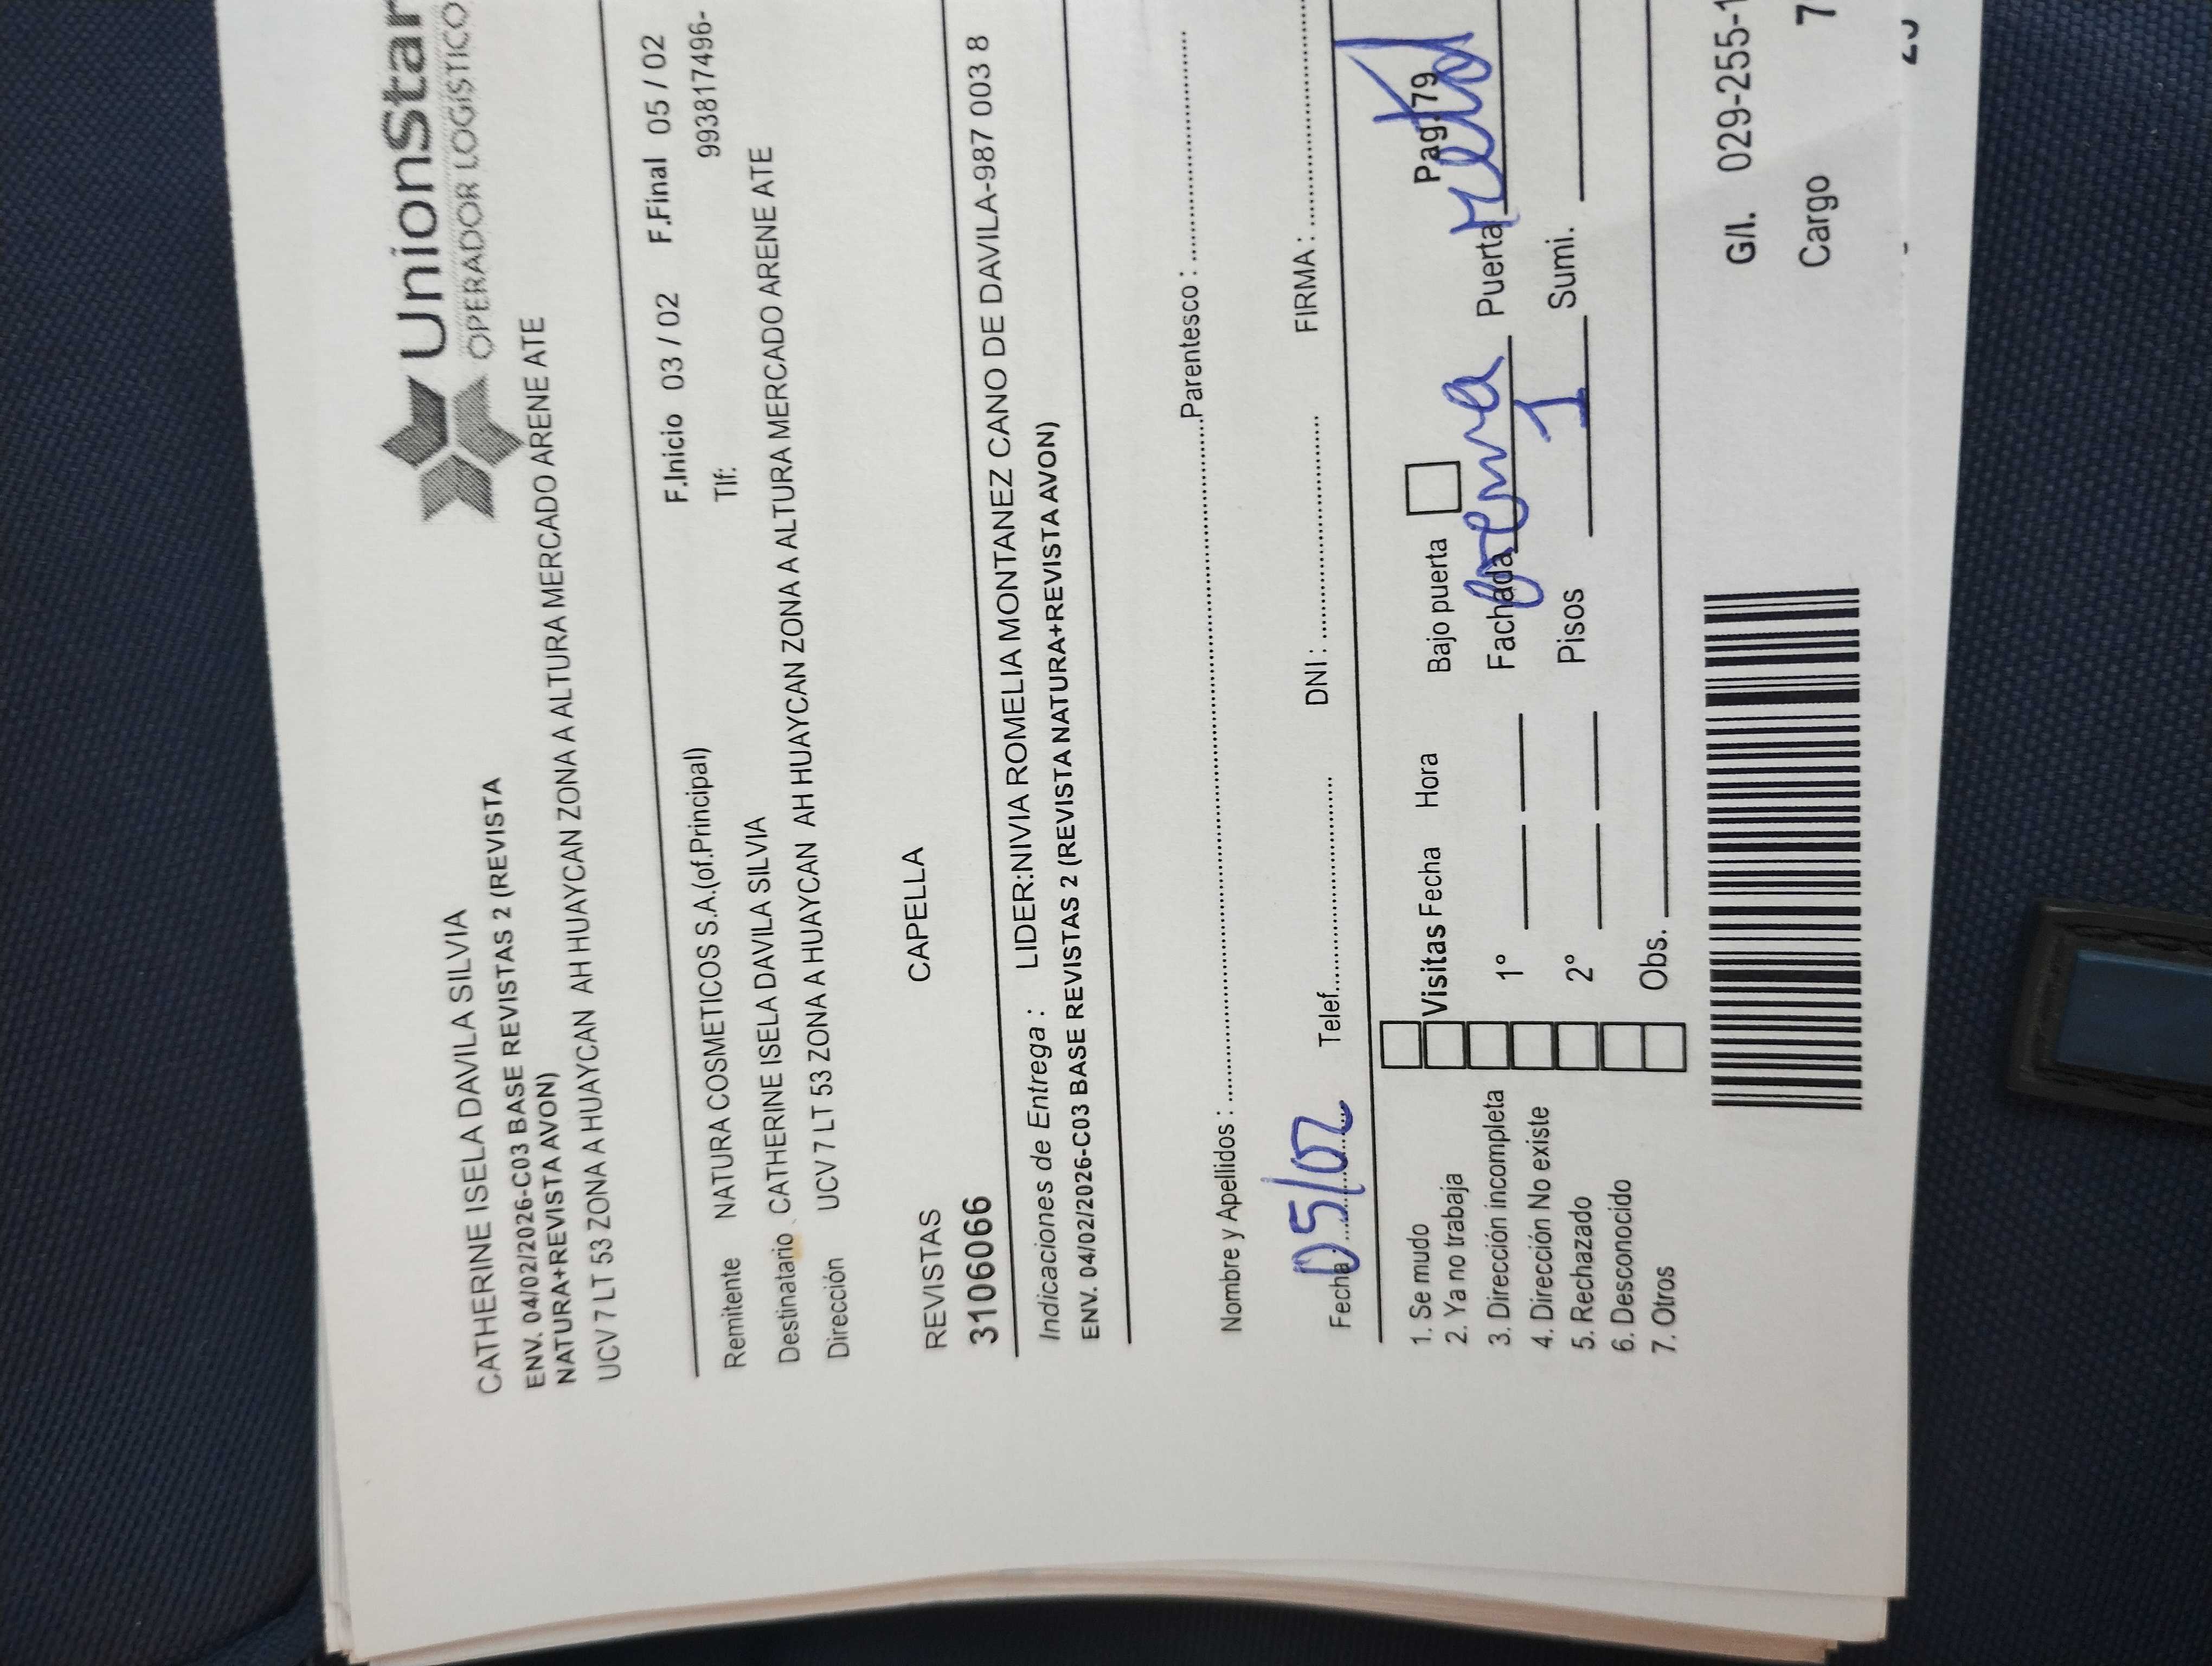 UnionStar
OPERADOR LOGISTICO
CATHERINE ISELA DAVILA SILVIA
ENV. 04/02/2026-C03 BASE REVISTAS 2 (REVISTA
NATURA+REVISTA AVON)
UCV 7 LT 53 ZONA A HUAYCAN AH HUAYCAN ZONA A ALTURA MERCADO ARENE ATE
F.Inicio 03 / 02 F.Final 05 / 02
Remitente NATURA COSMETICOS S.A.(of.Principal) Tlf: 993817496-
Destinatario CATHERINE ISELA DAVILA SILVIA
Dirección UCV 7 LT 53 ZONA A HUAYCAN AH HUAYCAN ZONA A ALTURA MERCADO ARENE ATE
REVISTAS CAPELLA
3106066
Indicaciones de Entrega : LIDER:NIVIA ROMELIA MONTANEZ CANO DE DAVILA-987 003 8
ENV. 04/02/2026-C03 BASE REVISTAS 2 (REVISTA NATURA+REVISTA AVON)
Nombre y Apellidos : Parentesco :
Fecha 05/02 Telef. DNI : FIRMA :
1. Se mudo
2. Ya no trabaja
3. Dirección incompleta
4. Dirección No existe
5. Rechazado
6. Desconocido
7. Otros
Visitas Fecha Hora Bajo puerta Pag. 79
1° Fachada crema Puerta metal
2° Pisos 1 Sumi.
Obs.
G/I. 029-255-1
Cargo 7